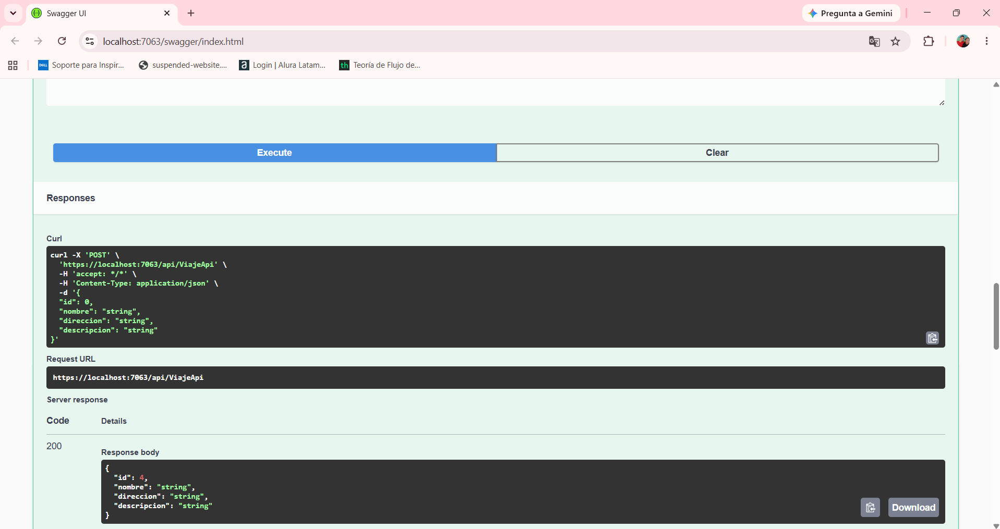 Swagger UI
Pregunta a Gemini
localhost:7063/swagger/index.html
Soporte para Inspir...
suspended-website....
Login | Alura Latam...
Teoría de Flujo de...
Execute
Clear
Responses
Curl
curl -X 'POST' \
'https://localhost:7063/api/ViajeApi' \
-H 'accept: */*' \
-H 'Content-Type: application/json' \
-d '{
"id": 0,
"nombre": "string",
"direccion": "string",
"descripcion": "string"
}'
Request URL
https://localhost:7063/api/ViajeApi
Server response
Code
Details
200
Response body
{
"id": 4,
"nombre": "string",
"direccion": "string",
"descripcion": "string"
}
Download